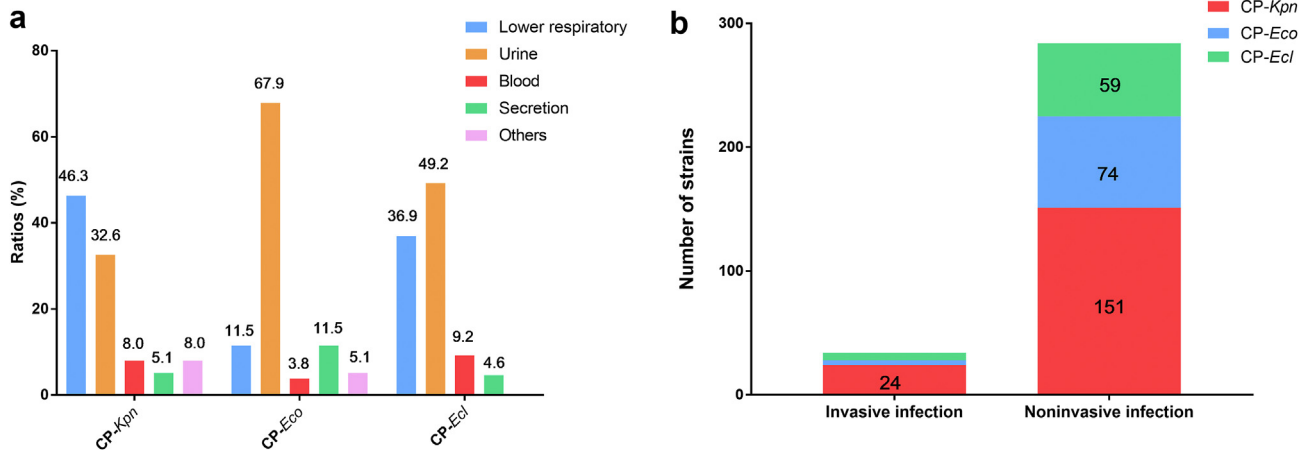 a
Lower respiratory
Urine
Blood
Secretion
Others
Ratios (%)
80
60
40
20
0
46.3
32.6
8.0
5.1
8.0
11.5
67.9
3.8
11.5
5.1
36.9
49.2
9.2
4.6
CP-Kpn
CP-Eco
CP-Ecl
b
CP-Kpn
CP-Eco
CP-Ecl
Number of strains
300
200
100
0
24
59
74
151
Invasive infection
Noninvasive infection